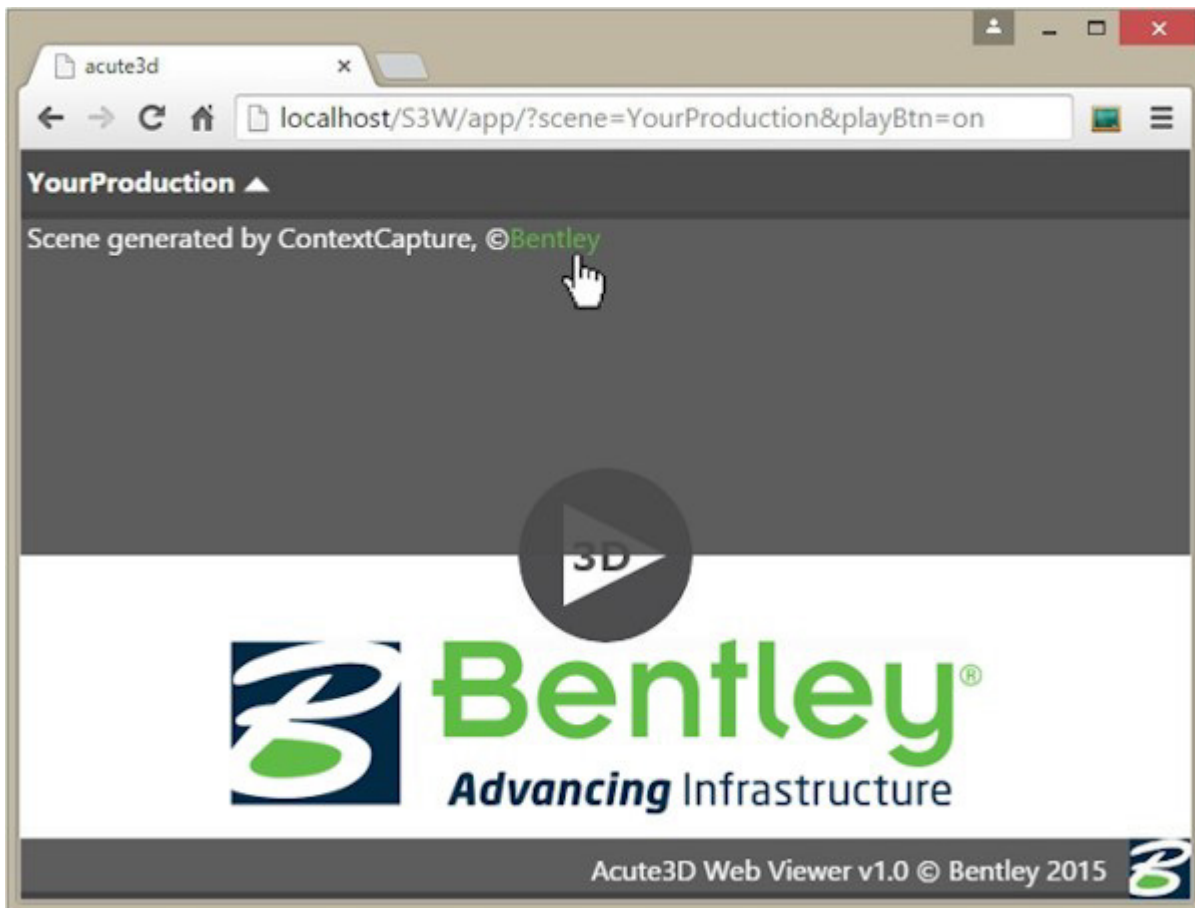 acute3d
localhost/S3W/app/?scene=YourProduction&playBtn=on
YourProduction
Scene generated by ContextCapture, ©Bentley
3D
Bentley®
Advancing Infrastructure
Acute3D Web Viewer v1.0 © Bentley 2015